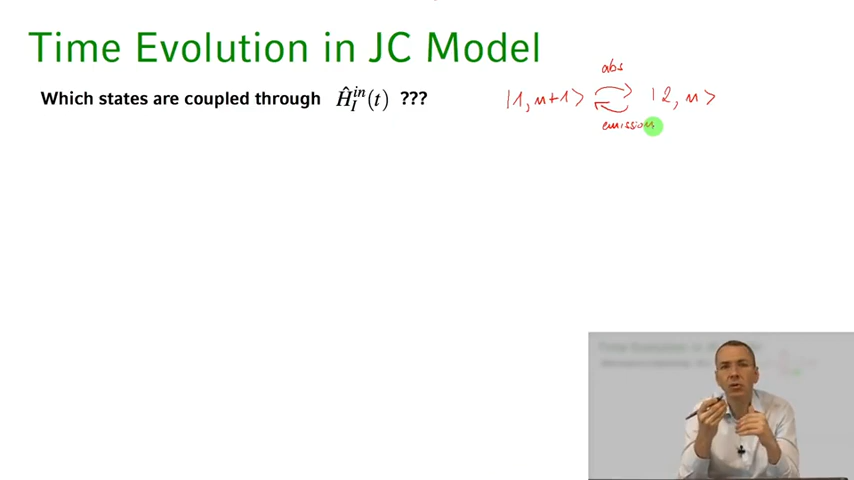 Time Evolution in JC Model
abs
Which states are coupled through Ĥ_I^{in}(t) ??? |1, n+1⟩ ⇄ |2, n⟩
emission